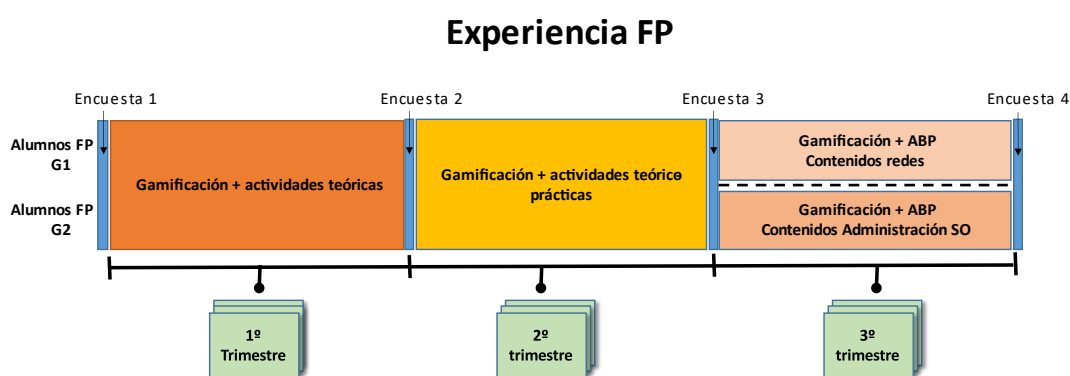 Experiencia FP
Encuesta 1
Encuesta 2
Encuesta 3
Encuesta 4
Alumnos FP
G1
Alumnos FP
G2
Gamificación + actividades teóricas
Gamificación + actividades teórico
prácticas
Gamificación + ABP
Contenidos redes
Gamificación + ABP
Contenidos Administración SO
1º
Trimestre
2º
trimestre
3º
trimestre